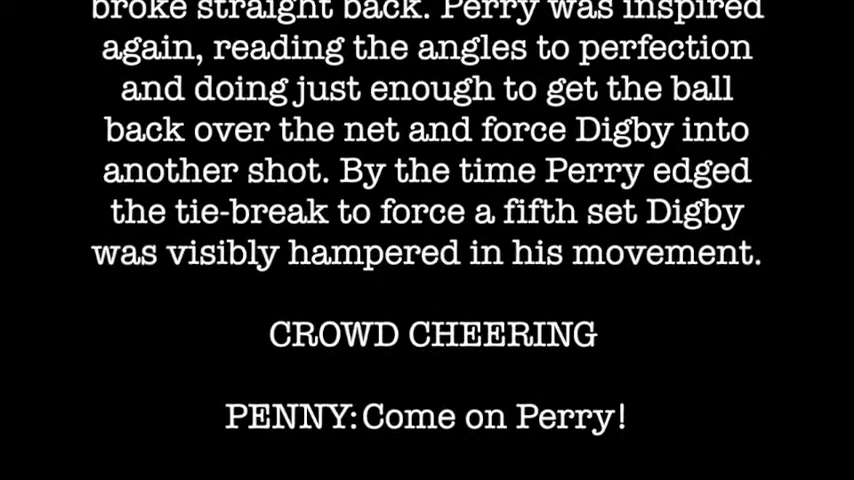 broke straight back. Perry was inspired
again, reading the angles to perfection
and doing just enough to get the ball
back over the net and force Digby into
another shot. By the time Perry edged
the tie-break to force a fifth set Digby
was visibly hampered in his movement.
CROWD CHEERING
PENNY: Come on Perry!